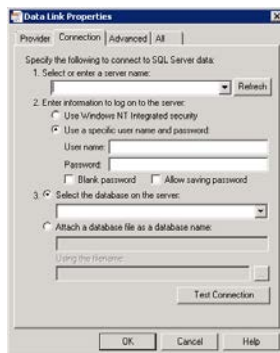 Data Link Properties
Provider Connection Advanced All
Specify the following to connect to SQL Server data:
1. Select or enter a server name:
Refresh
2. Enter information to log on to the server:
Use Windows NT Integrated security
Use a specific user name and password:
User name:
Password:
Blank password Allow saving password
3. Select the database on the server:
Attach a database file as a database name:
Using the filename:
...
Test Connection
OK Cancel Help